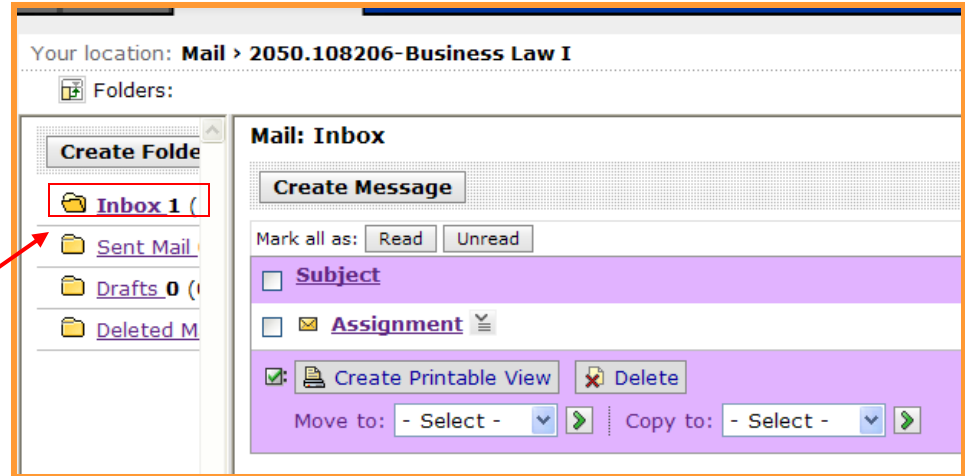 Your location: Mail › 2050.108206-Business Law I
Folders:
Create Folde
Inbox 1 (
Sent Mail
Drafts 0 (
Deleted M
Mail: Inbox
Create Message
Mark all as: Read Unread
Subject
Assignment
Create Printable View Delete
Move to: - Select - Copy to: - Select -